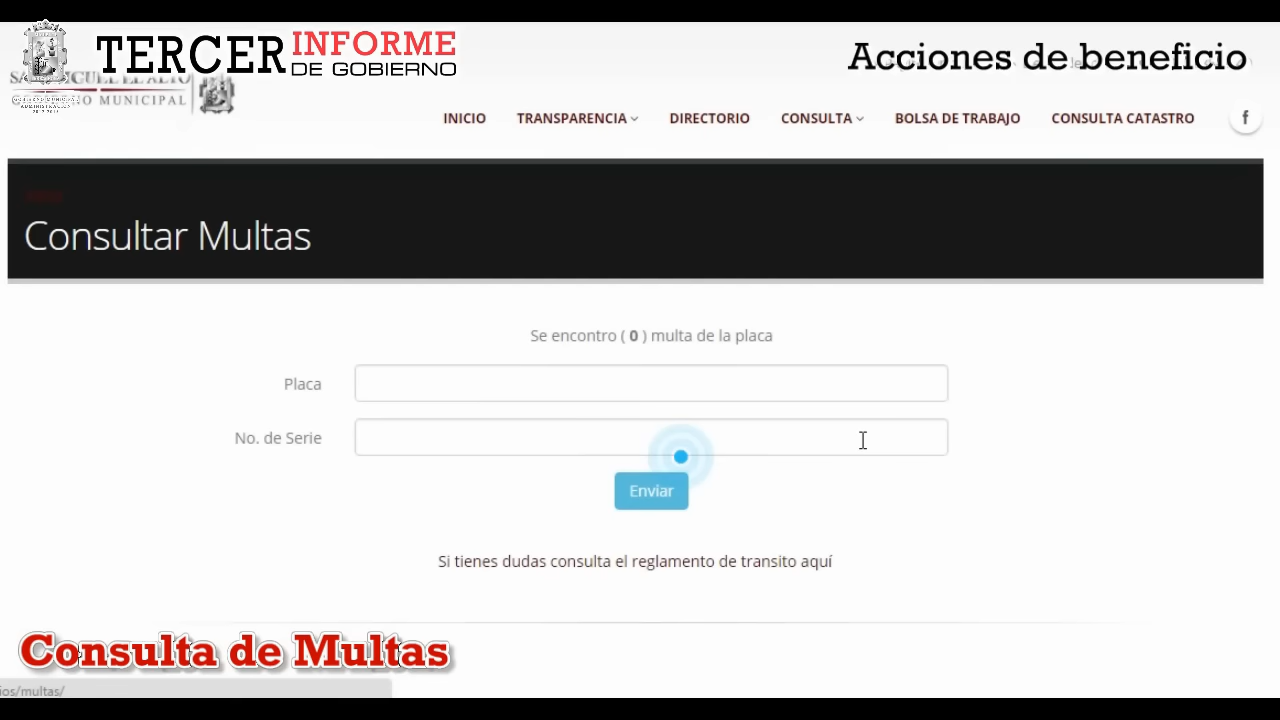 TERCER INFORME
DE GOBIERNO
Acciones de beneficio
GOBIERNO MUNICIPAL
INICIO
TRANSPARENCIA
DIRECTORIO
CONSULTA
BOLSA DE TRABAJO
CONSULTA CATASTRO
f
Consultar Multas
Se encontro ( 0 ) multa de la placa
Placa
No. de Serie
Enviar
Si tienes dudas consulta el reglamento de transito aquí
Consulta de Multas
ios/multas/